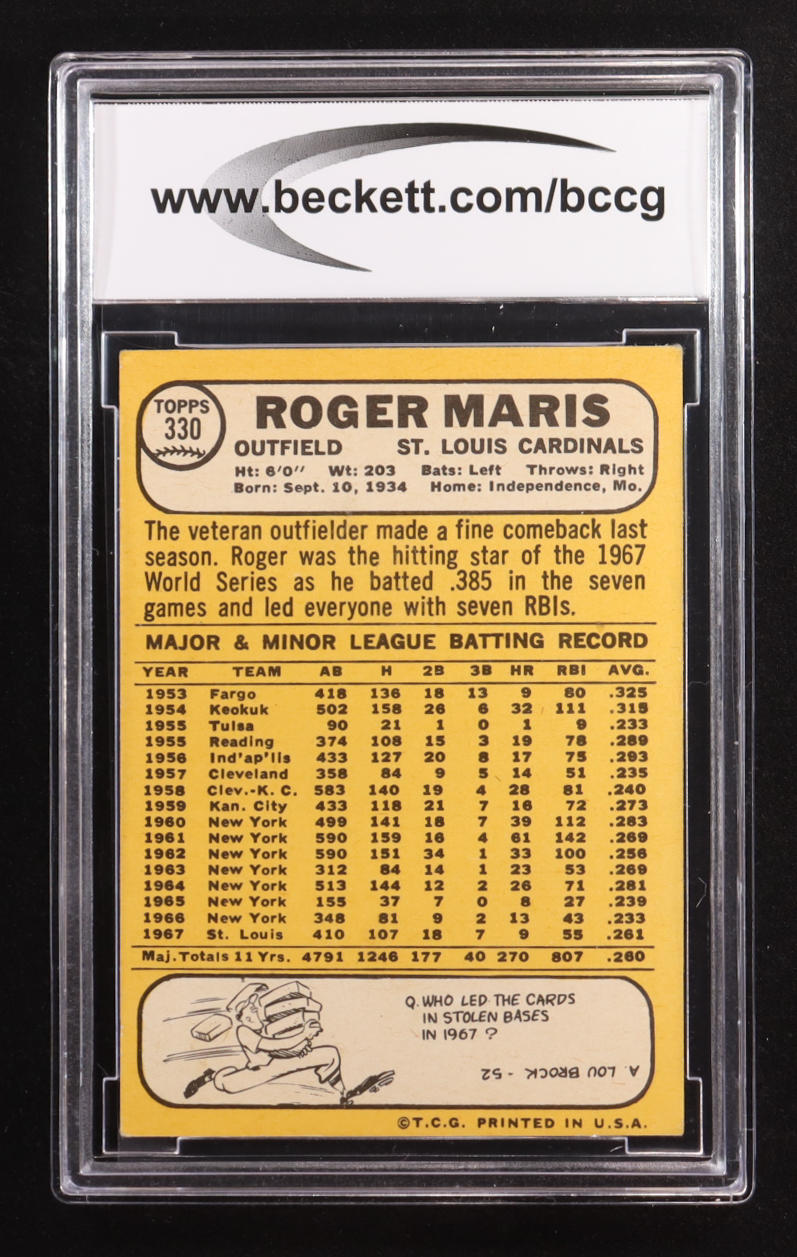 www.beckett.com/bccg
TOPPS
330
ROGER MARIS
OUTFIELD ST. LOUIS CARDINALS
Ht: 6'0" Wt: 203 Bats: Left Throws: Right
Born: Sept. 10, 1934 Home: Independence, Mo.
The veteran outfielder made a fine comeback last
season. Roger was the hitting star of the 1967
World Series as he batted .385 in the seven
games and led everyone with seven RBIs.
MAJOR & MINOR LEAGUE BATTING RECORD
YEAR TEAM AB H 2B 3B HR RBI AVG.
1953 Fargo 418 136 18 13 9 80 .325
1954 Keokuk 502 158 26 6 32 111 .315
1955 Tulsa 90 21 1 0 1 9 .233
1955 Reading 374 108 15 3 19 78 .289
1956 Ind'ap'lis 433 127 20 8 17 75 .293
1957 Cleveland 358 84 9 5 14 51 .235
1958 Clev.-K. C. 583 140 19 4 28 81 .240
1959 Kan. City 433 118 21 7 16 72 .273
1960 New York 499 141 18 7 39 112 .283
1961 New York 590 159 16 4 61 142 .269
1962 New York 590 151 34 1 33 100 .256
1963 New York 312 84 14 1 23 53 .269
1964 New York 513 144 12 2 26 71 .281
1965 New York 155 37 7 0 8 27 .239
1966 New York 348 81 9 2 13 43 .233
1967 St. Louis 410 107 18 7 9 55 .261
Maj. Totals 11 Yrs. 4791 1246 177 40 270 807 .260
Q. WHO LED THE CARDS
IN STOLEN BASES
IN 1967 ?
A. LOU BROCK - 52
©T.C.G. PRINTED IN U.S.A.